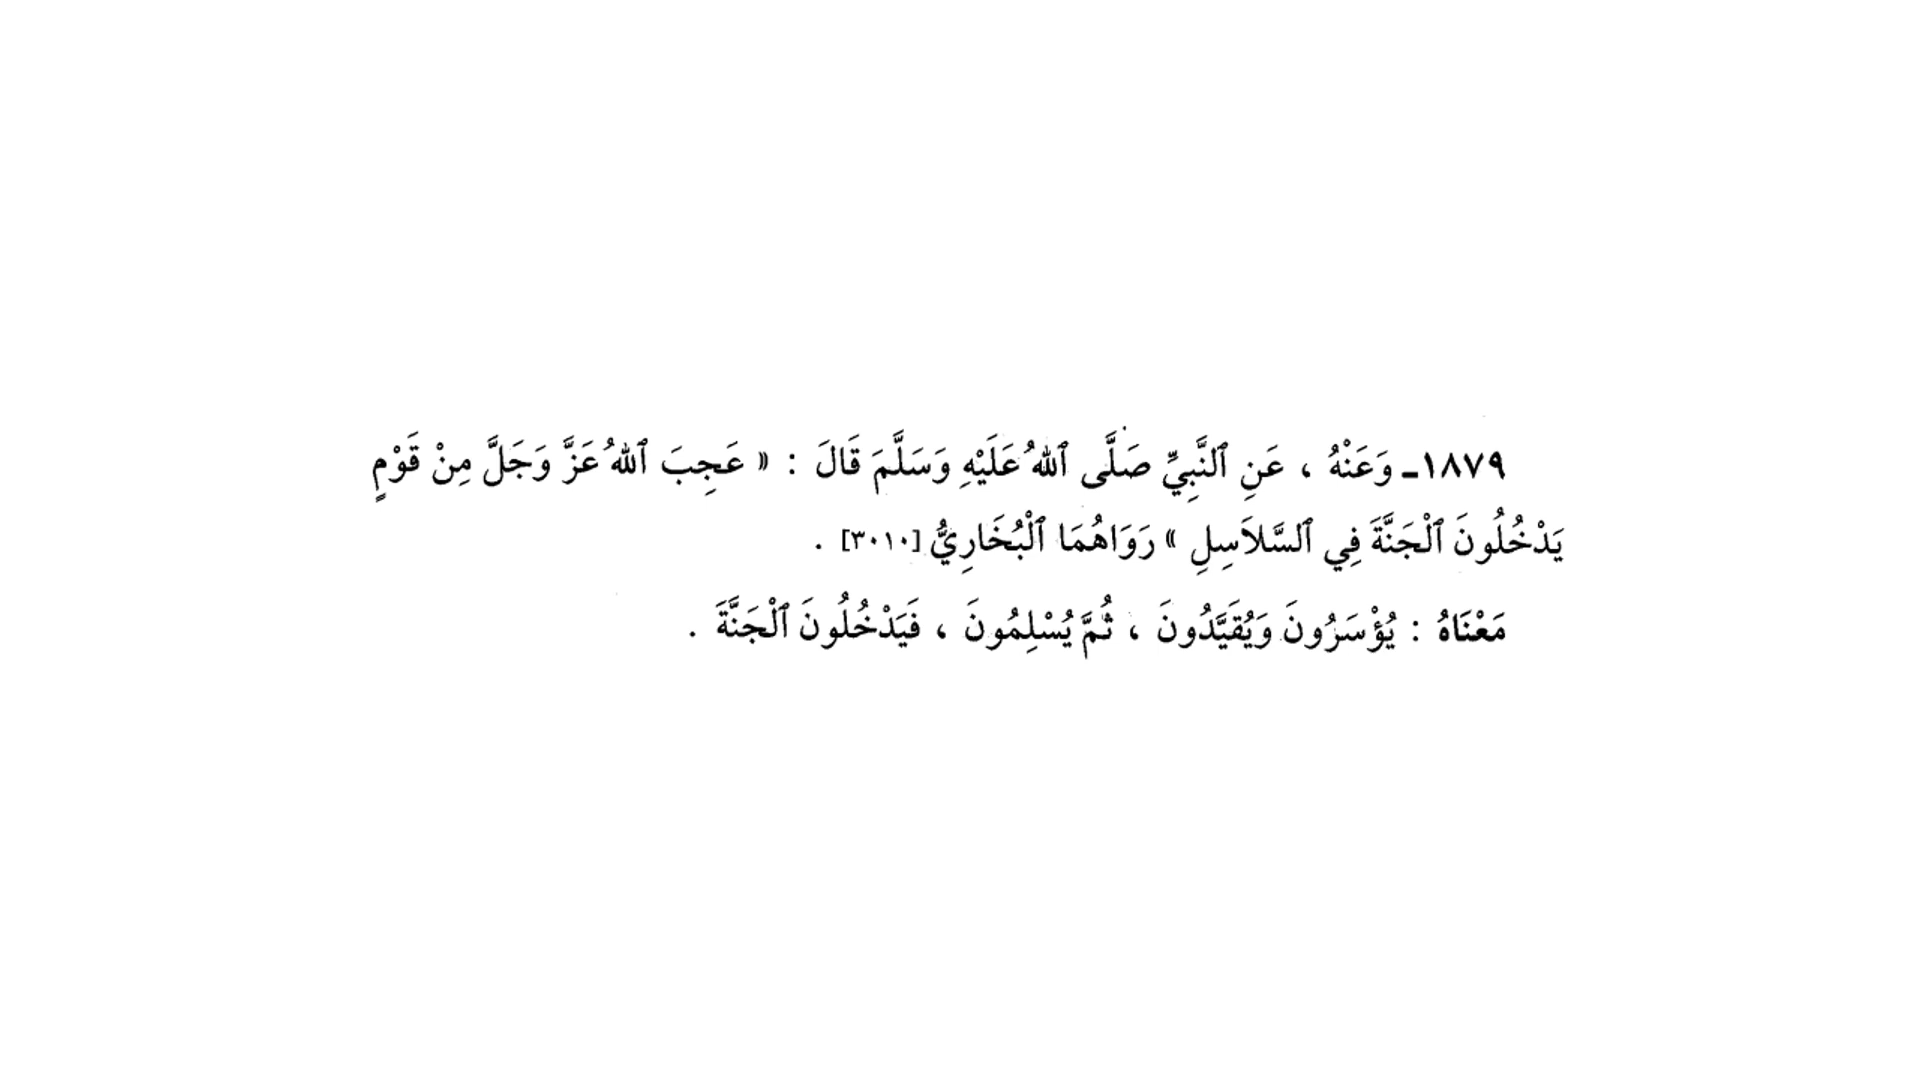 ١٨٧٩ـ وَعَنْهُ ، عَنِ ٱلنَّبِيِّ صَلَّى ٱللهُ عَلَيْهِ وَسَلَّمَ قَالَ : « عَجِبَ ٱللهُ عَزَّ وَجَلَّ مِنْ قَوْمٍ
يَدْخُلُونَ ٱلْجَنَّةَ فِي ٱلسَّلاَسِلِ » رَوَاهُمَا ٱلْبُخَارِيُّ [٣٠١٠] .
مَعْنَاهُ : يُؤْسَرُونَ وَيُقَيَّدُونَ ، ثُمَّ يُسْلِمُونَ ، فَيَدْخُلُونَ ٱلْجَنَّةَ .